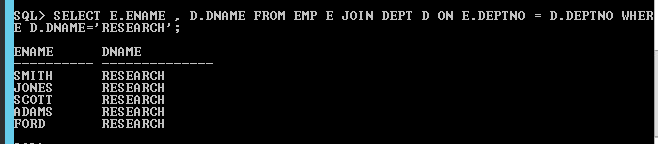 SQL> SELECT E.ENAME , D.DNAME FROM EMP E JOIN DEPT D ON E.DEPTNO = D.DEPTNO WHER
E D.DNAME='RESEARCH';
ENAME      DNAME
---------- --------------
SMITH      RESEARCH
JONES      RESEARCH
SCOTT      RESEARCH
ADAMS      RESEARCH
FORD       RESEARCH